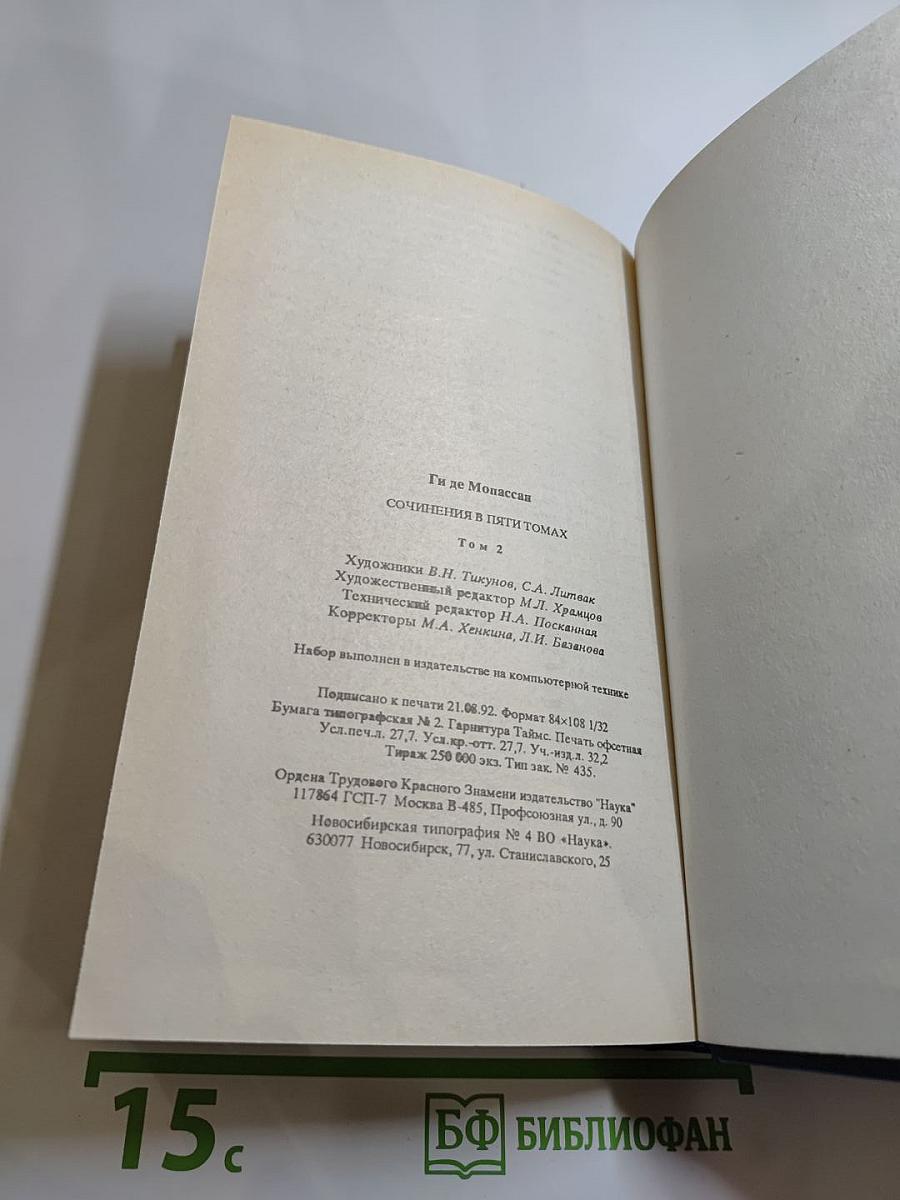 Ги де Мопассан
СОЧИНЕНИЯ В ПЯТИ ТОМАХ
Том 2
Художники В.Н. Тикунов, С.А. Литвак
Художественный редактор М.Л. Храмцов
Технический редактор Н.А. Посканная
Корректоры М.А. Хенкина, Л.И. Базанова
Набор выполнен в издательстве на компьютерной технике
Подписано к печати 21.08.92. Формат 84×108 1/32
Бумага типографская № 2. Гарнитура Таймс. Печать офсетная
Усл.печ.л. 27,7. Усл.кр.-отт. 27,7. Уч.-изд.л. 32,2
Тираж 250 000 экз. Тип зак. № 435.
Ордена Трудового Красного Знамени издательство "Наука"
117864 ГСП-7 Москва В-485, Профсоюзная ул., д. 90
Новосибирская типография № 4 ВО «Наука».
630077 Новосибирск, 77, ул. Станиславского, 25
15 с
БФ БИБЛИОФАН